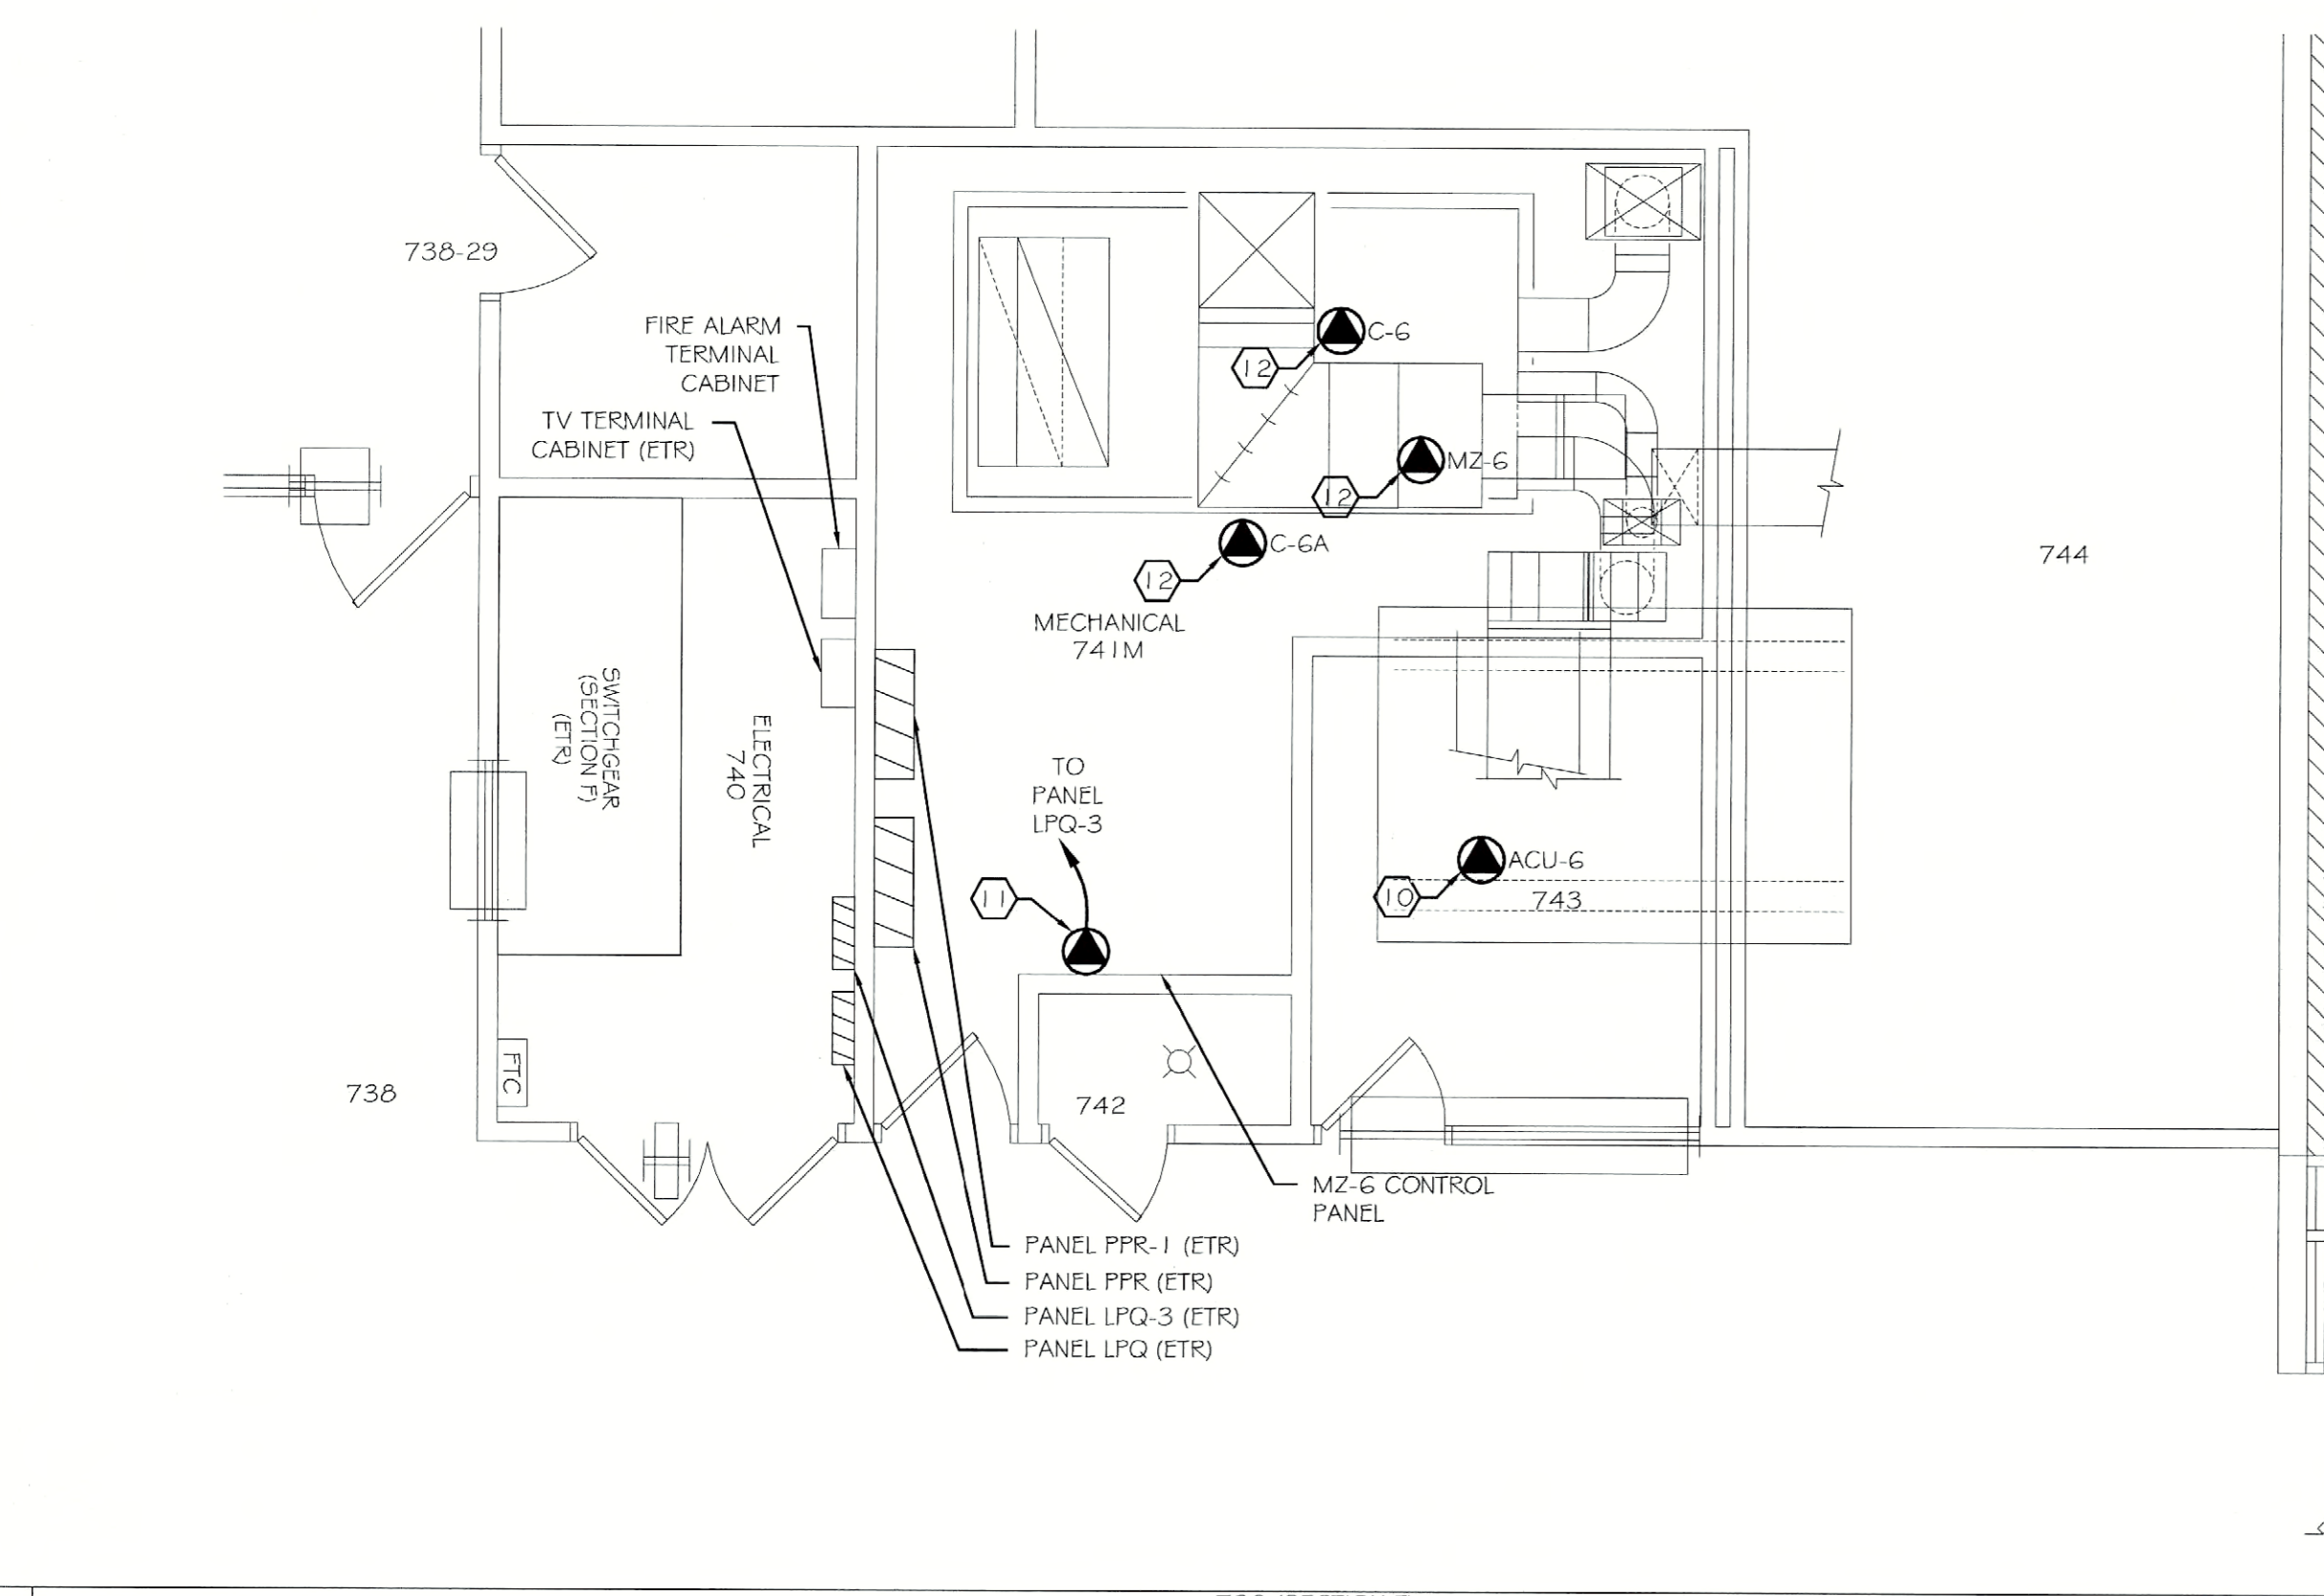 738-29
FIRE ALARM
TERMINAL
CABINET
TV TERMINAL
CABINET (ETR)
C-6
12
MZ-6
12
C-6A
12
MECHANICAL
741M
744
SWITCHGEAR
(SECTION F)
(ETR)
ELECTRICAL
740
TO
PANEL
LPQ-3
11
ACU-6
10
743
FTC
738
742
MZ-6 CONTROL
PANEL
PANEL PPR-1 (ETR)
PANEL PPR (ETR)
PANEL LPQ-3 (ETR)
PANEL LPQ (ETR)